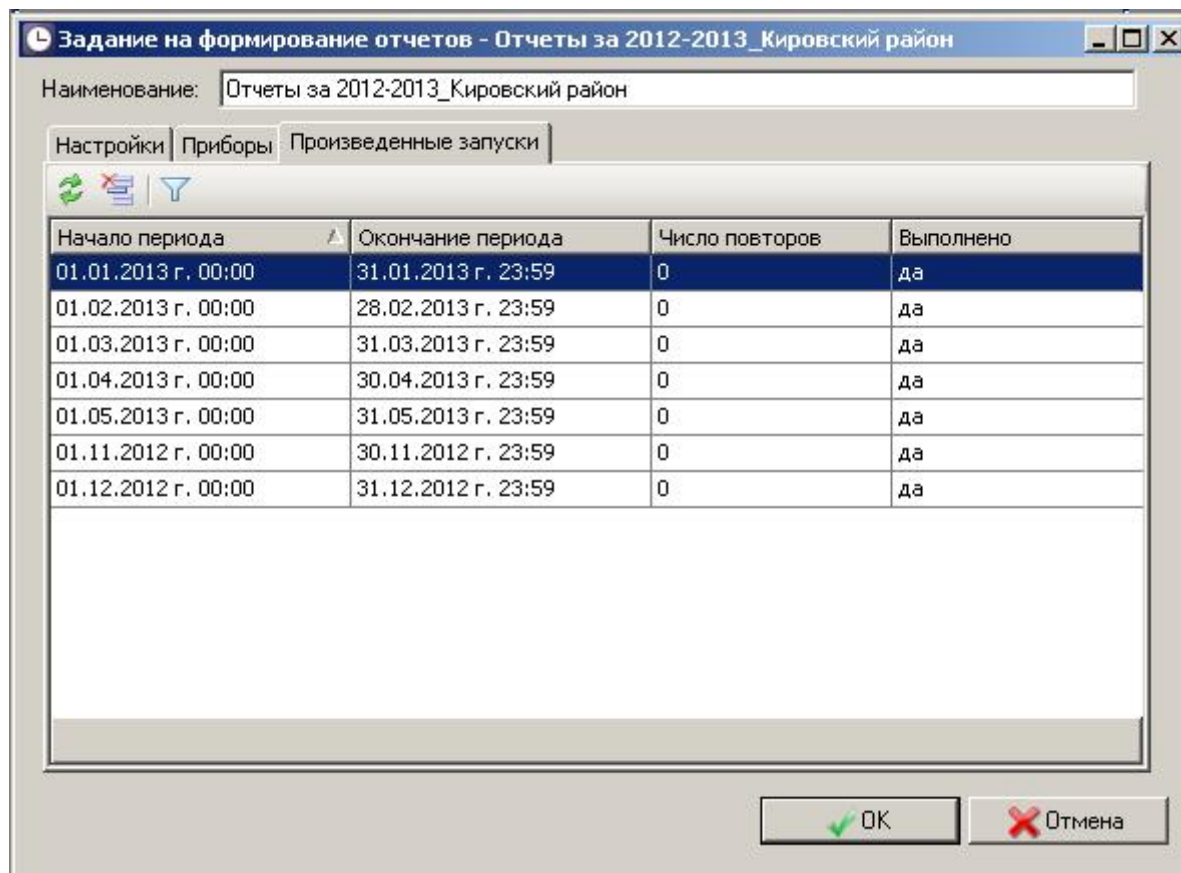 Задание на формирование отчетов - Отчеты за 2012-2013_Кировский район
Наименование: Отчеты за 2012-2013_Кировский район
Настройки Приборы Произведенные запуски
Начало периода Окончание периода Число повторов Выполнено
01.01.2013 г. 00:00 31.01.2013 г. 23:59 0 да
01.02.2013 г. 00:00 28.02.2013 г. 23:59 0 да
01.03.2013 г. 00:00 31.03.2013 г. 23:59 0 да
01.04.2013 г. 00:00 30.04.2013 г. 23:59 0 да
01.05.2013 г. 00:00 31.05.2013 г. 23:59 0 да
01.11.2012 г. 00:00 30.11.2012 г. 23:59 0 да
01.12.2012 г. 00:00 31.12.2012 г. 23:59 0 да
OK Отмена